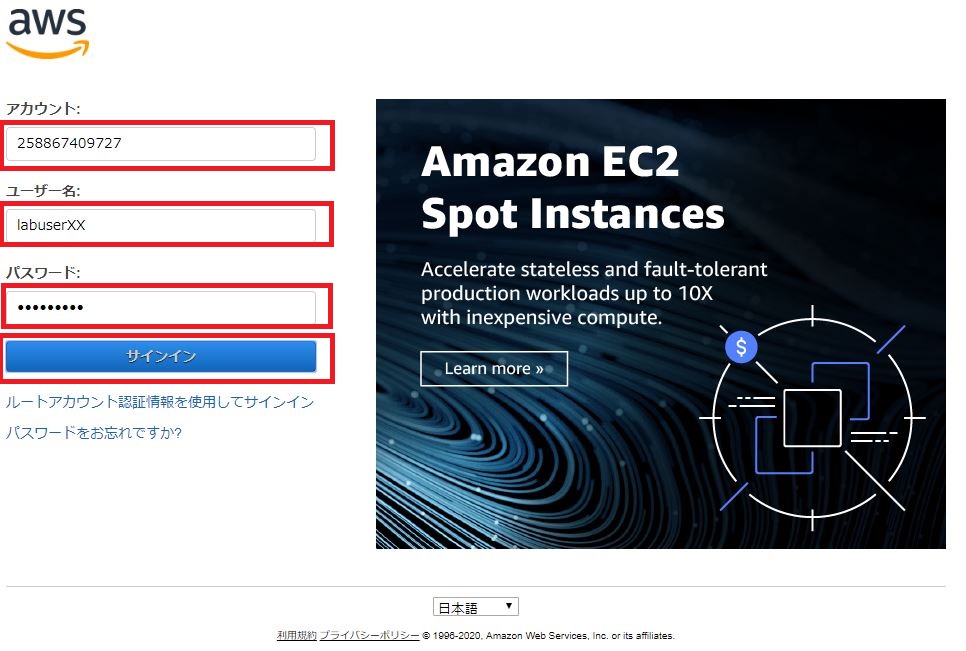 aws
アカウント:
258867409727
ユーザー名:
labuserXX
パスワード:
•••••••••
サインイン
ルートアカウント認証情報を使用してサインイン
パスワードをお忘れですか?
Amazon EC2
Spot Instances
Accelerate stateless and fault-tolerant
production workloads up to 10X
with inexpensive compute.
Learn more »
$
日本語
利用規約 プライバシーポリシー © 1996-2020, Amazon Web Services, Inc. or its affiliates.